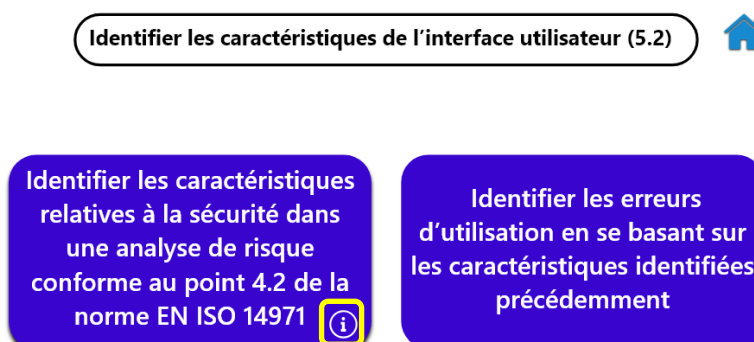 Identifier les caractéristiques de l'interface utilisateur (5.2)
Identifier les caractéristiques
relatives à la sécurité dans
une analyse de risque
conforme au point 4.2 de la
norme EN ISO 14971
Identifier les erreurs
d'utilisation en se basant sur
les caractéristiques identifiées
précédemment